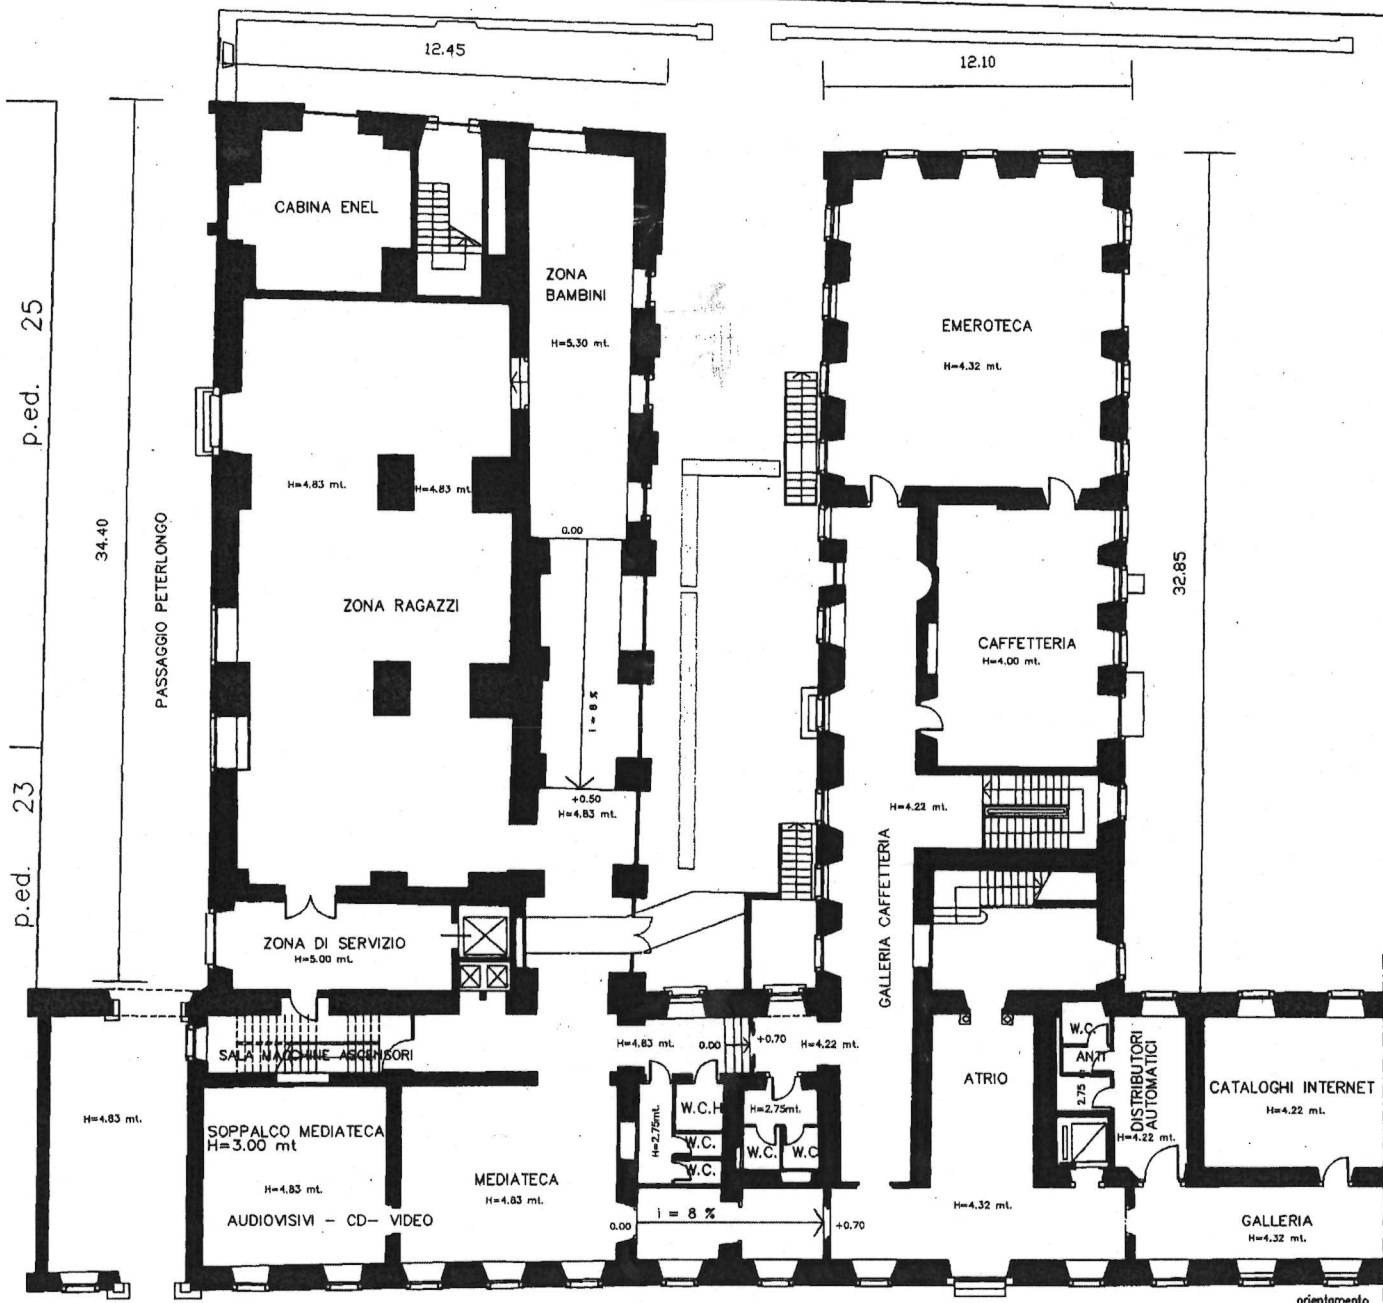 12.45
12.10
p.ed. 25
34.40
PASSAGGIO PETERLONGO
p.ed. 23
CABINA ENEL
ZONA
BAMBINI
H=5.30 mt.
EMEROTECA
H=4.32 mt.
H=4.83 mt.
H=4.83 mt.
0.00
ZONA RAGAZZI
i = 8 %
+0.50
H=4.83 mt.
CAFFETTERIA
H=4.00 mt.
32.85
H=4.22 mt.
GALLERIA CAFFETTERIA
ZONA DI SERVIZIO
H=5.00 mt.
SALA MACCHINE ASCENSORI
H=4.83 mt.
0.00
+0.70
H=4.22 mt.
W.C.
ANTI
2.75
DISTRIBUTORI
AUTOMATICI
H=4.22 mt.
ATRIO
CATALOGHI INTERNET
H=4.22 mt.
H=4.83 mt.
SOPPALCO MEDIATECA
H=3.00 mt
H=4.83 mt.
AUDIOVISIVI - CD- VIDEO
MEDIATECA
H=4.83 mt.
H=2.75mt.
W.C.H
W.C.
W.C.
H=2.75mt.
W.C.
W.C
0.00
i = 8 %
+0.70
H=4.32 mt.
GALLERIA
H=4.32 mt.
orientamento